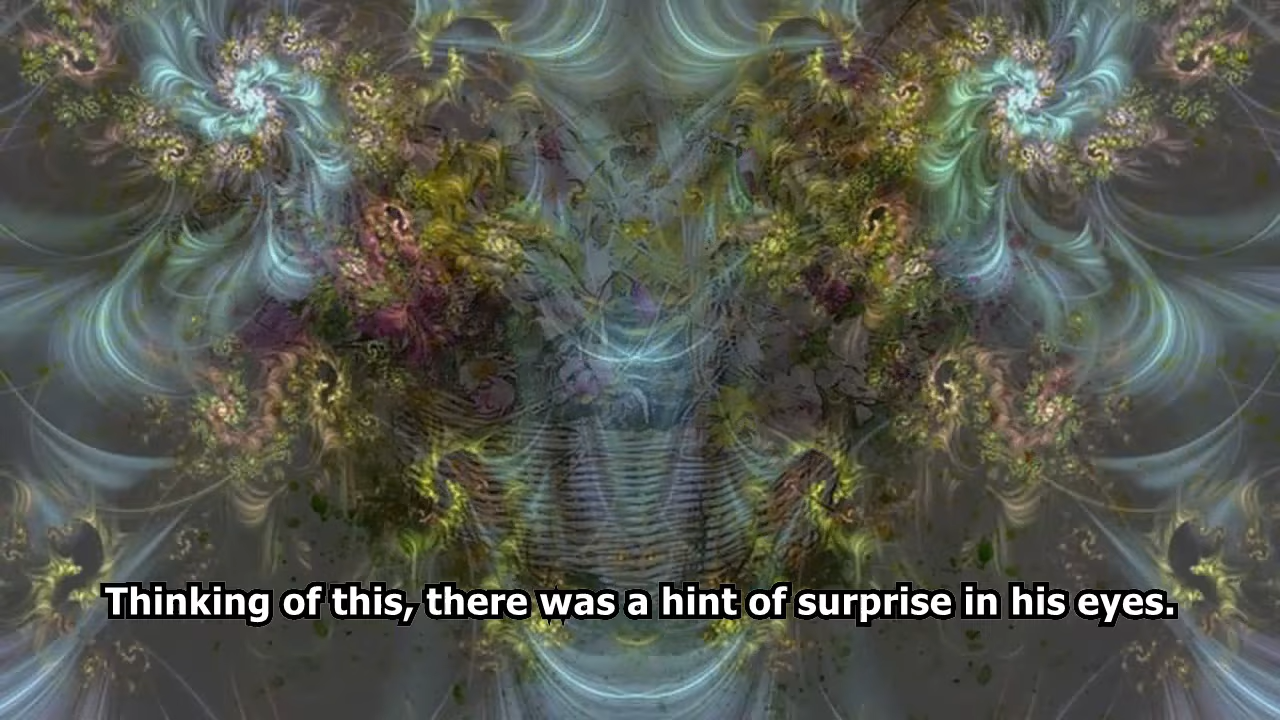 Thinking of this, there was a hint of surprise in his eyes.